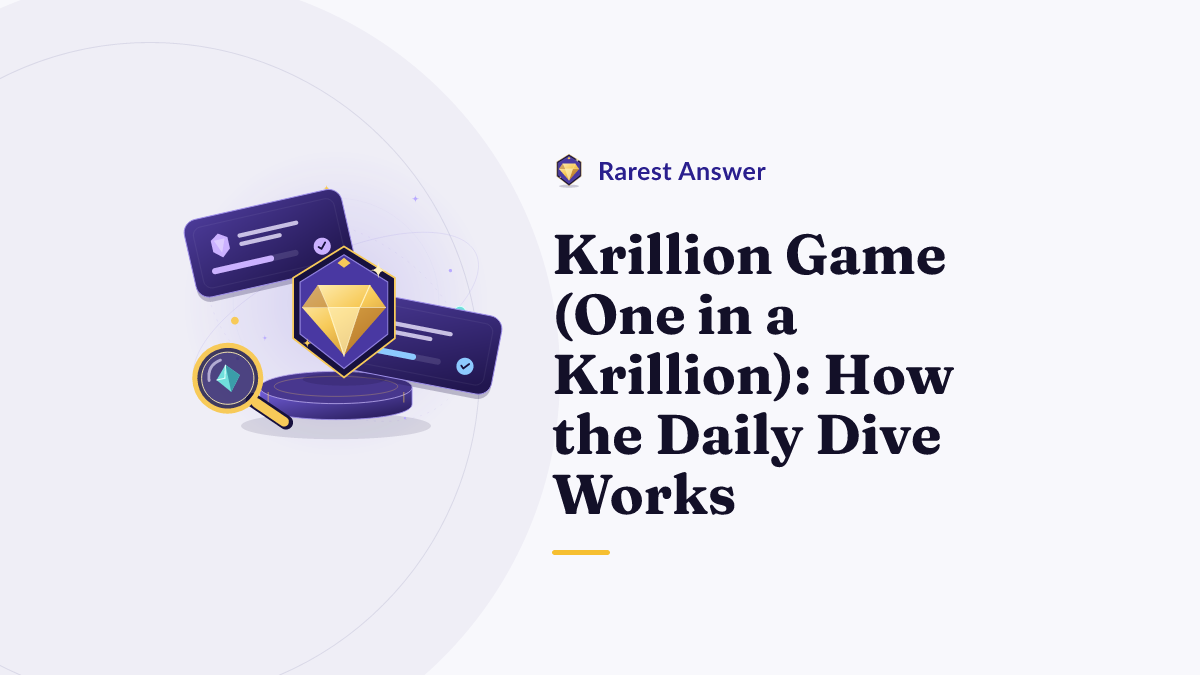 Rarest Answer
Krillion Game
(One in a
Krillion): How
the Daily Dive
Works